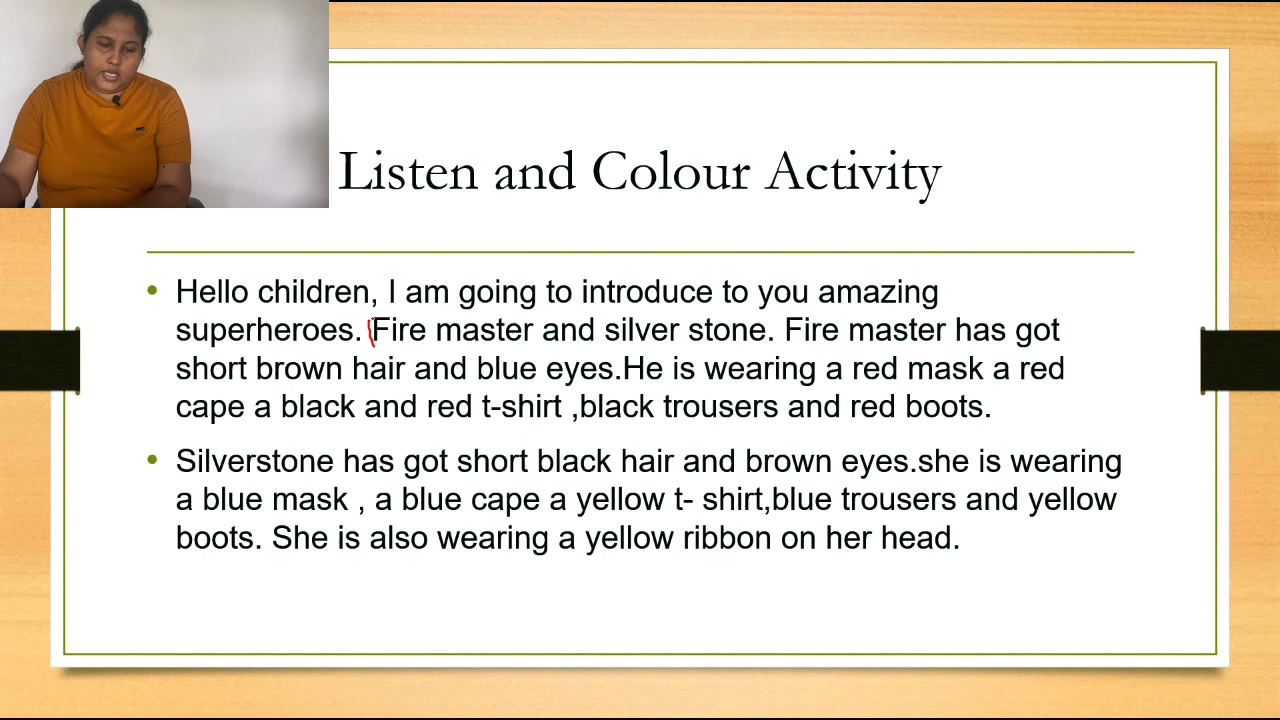 Listen and Colour Activity
• Hello children, I am going to introduce to you amazing
superheroes. Fire master and silver stone. Fire master has got
short brown hair and blue eyes.He is wearing a red mask a red
cape a black and red t-shirt ,black trousers and red boots.
• Silverstone has got short black hair and brown eyes.she is wearing
a blue mask , a blue cape a yellow t- shirt,blue trousers and yellow
boots. She is also wearing a yellow ribbon on her head.